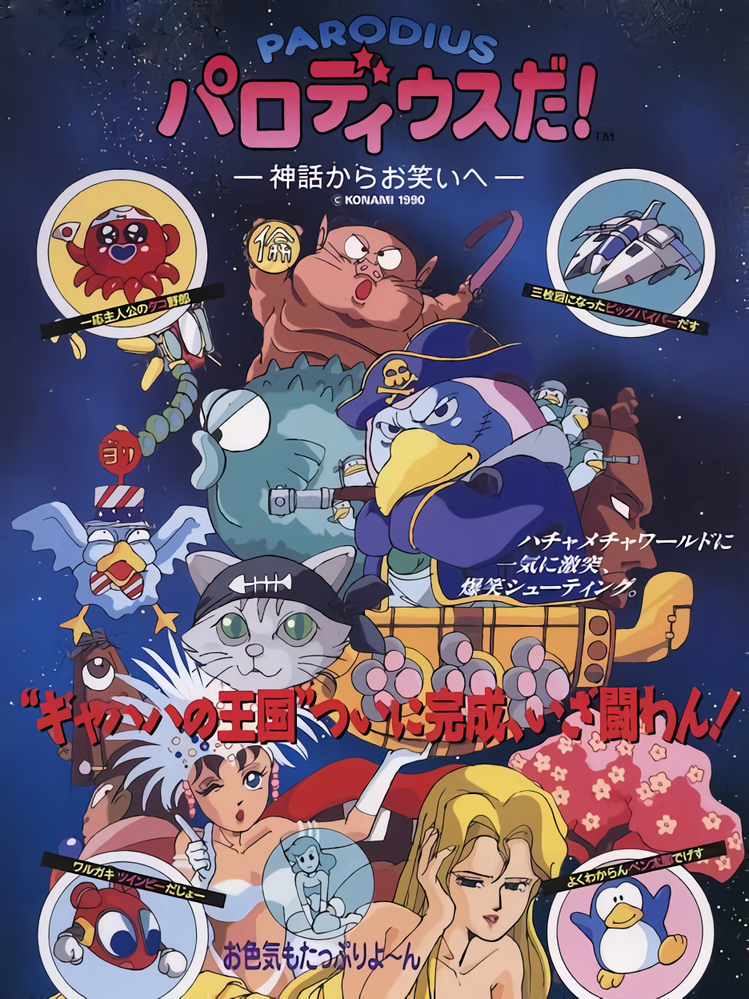 PARODIUS
パロディウスだ!
TM
—神話からお笑いへ—
© KONAMI 1990
倫
一応主人公のタコ野郎
三枚図になったビックバイパーだす
ヨリ
ハチャメチャワールドに
一気に激突、
爆笑シューティング。
“ギャハハの王国”ついに完成、いざ闘わん!
ワルガキツインビーだじょー
よくわからんペン太郎でげす
お色気もたっぷりよ〜ん